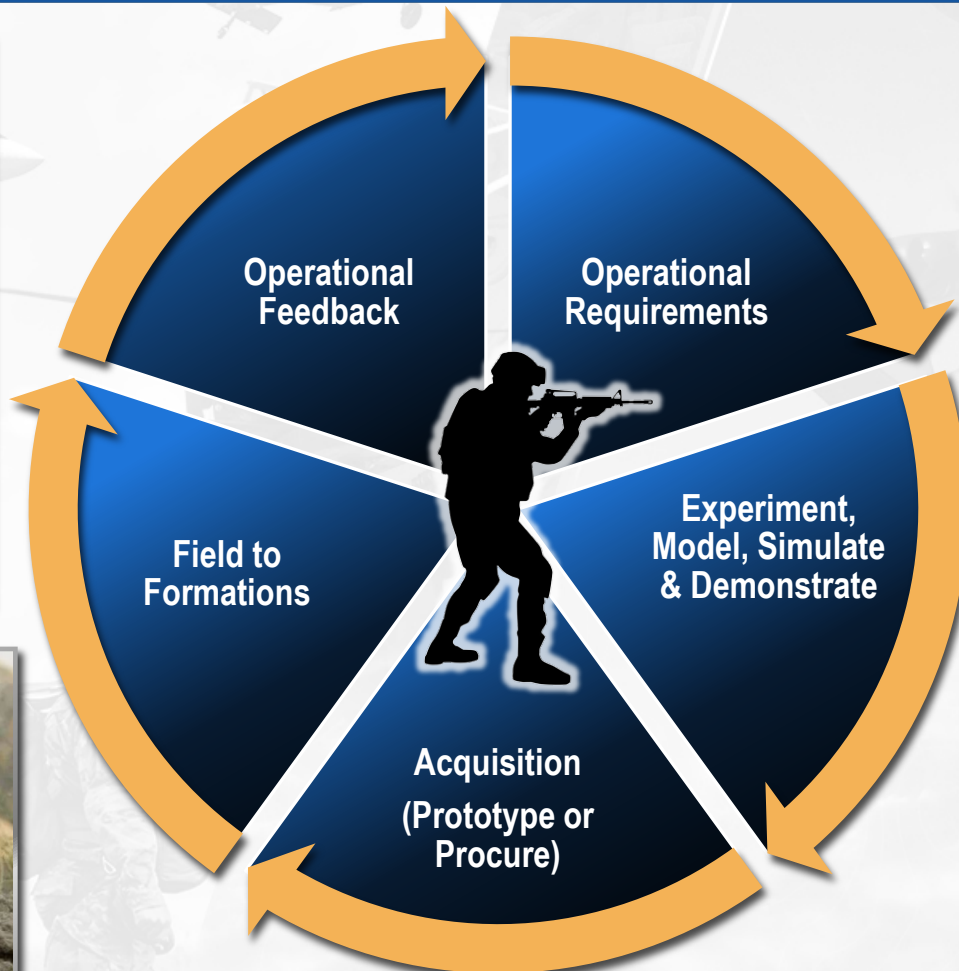 Operational
Feedback
Operational
Requirements
Experiment,
Model, Simulate
& Demonstrate
Acquisition
(Prototype or
Procure)
Field to
Formations